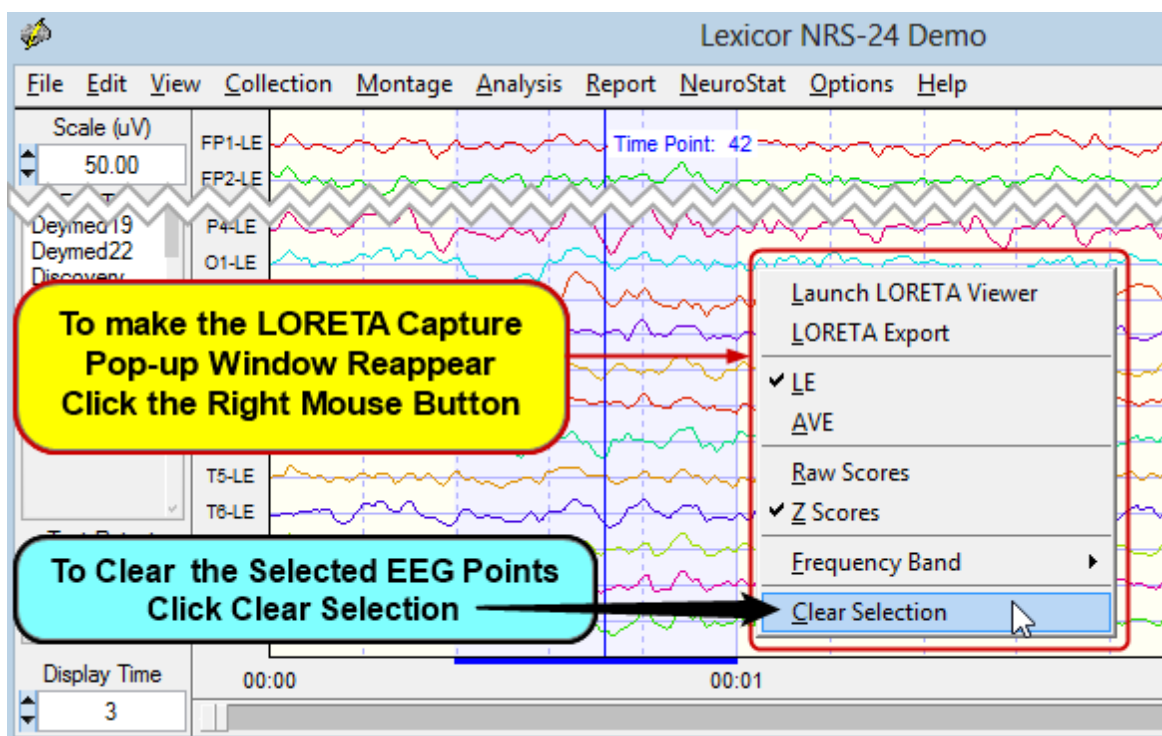 Lexicor NRS-24 Demo
File Edit View Collection Montage Analysis Report NeuroStat Options Help
Scale (uV)
50.00
FP1-LE
Time Point: 42
FP2-LE
Deymed19
Deymed22
Discovery
P4-LE
O1-LE
To make the LORETA Capture
Pop-up Window Reappear
Click the Right Mouse Button
Launch LORETA Viewer
LORETA Export
LE
AVE
Raw Scores
Z Scores
Frequency Band
Clear Selection
T5-LE
T6-LE
To Clear the Selected EEG Points
Click Clear Selection
Display Time
3
00:00 00:01